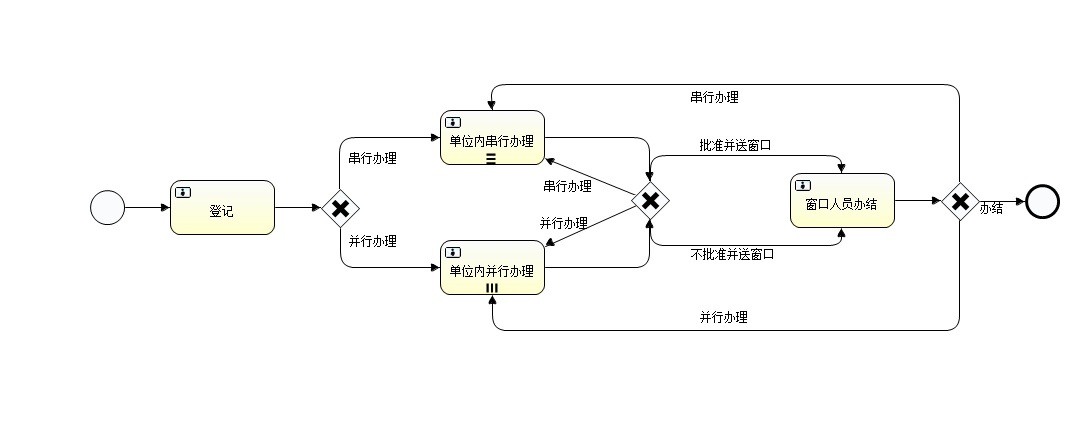 串行办理
单位内串行办理
批准并送窗口
串行办理
串行办理
登记
窗口人员办结
办结
并行办理
并行办理
不批准并送窗口
单位内并行办理
并行办理